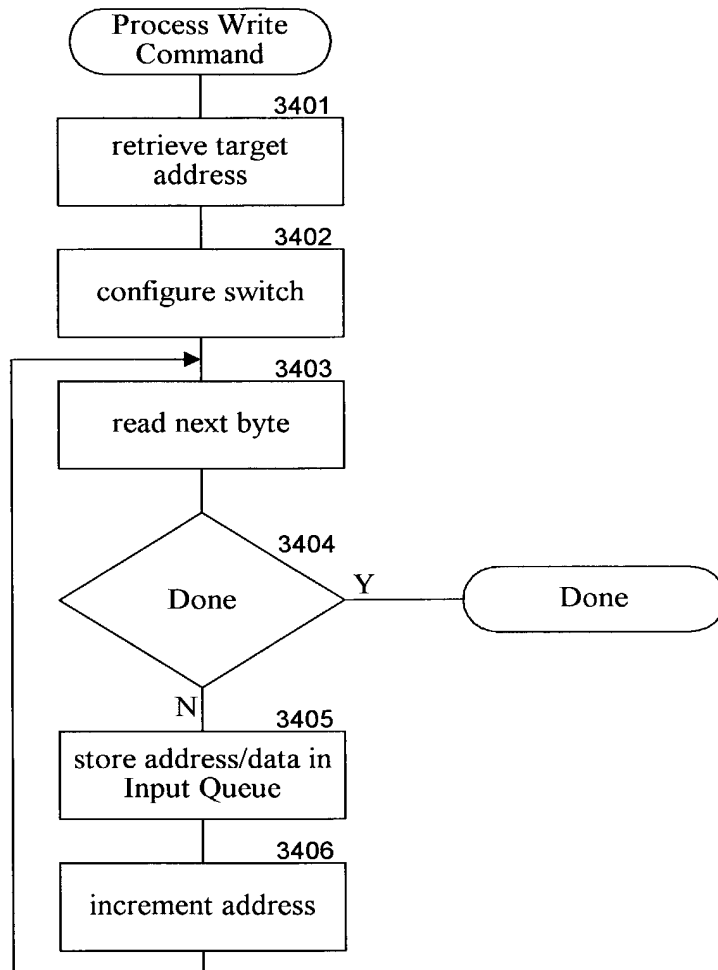 Process Write
Command
3401
retrieve target
address
3402
configure switch
3403
read next byte
3404
Done
Y
Done
N
3405
store address/data in
Input Queue
3406
increment address